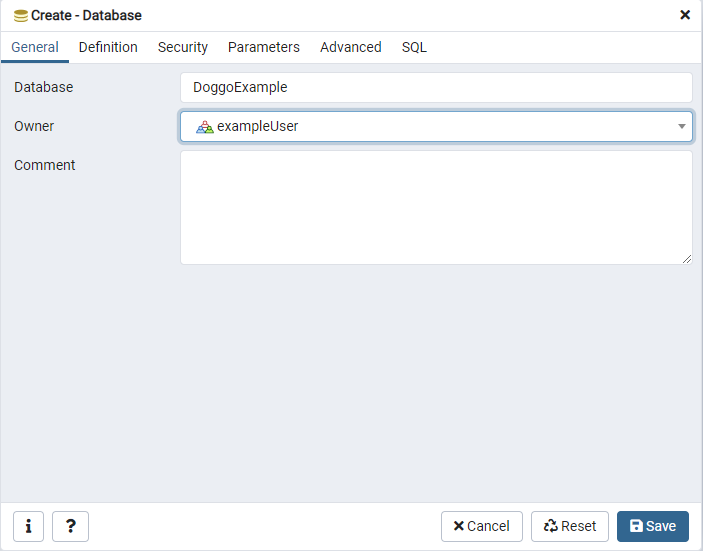 Create - Database
General Definition Security Parameters Advanced SQL
Database DoggoExample
Owner exampleUser
Comment
i ? Cancel Reset Save